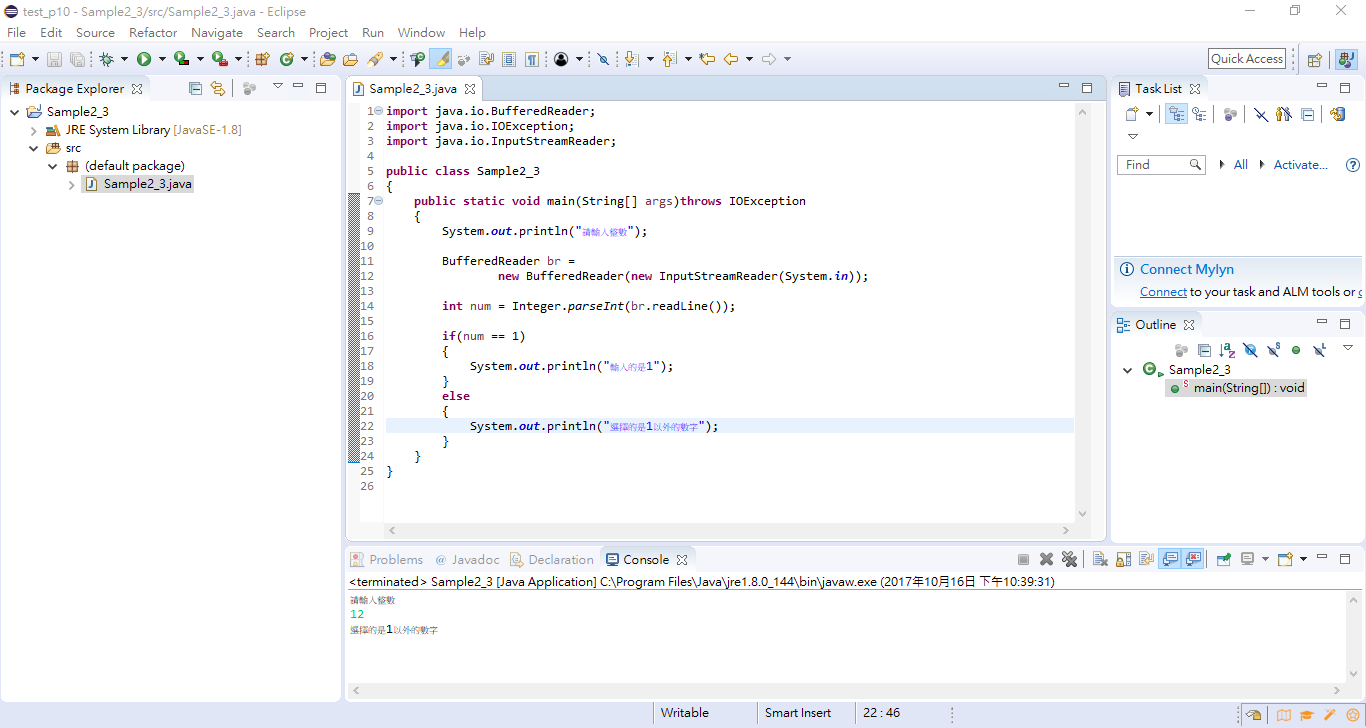 test_p10 - Sample2_3/src/Sample2_3.java - Eclipse
File Edit Source Refactor Navigate Search Project Run Window Help
Quick Access
Package Explorer
Sample2_3
JRE System Library [JavaSE-1.8]
src
(default package)
Sample2_3.java
Sample2_3.java
1 import java.io.BufferedReader;
2 import java.io.IOException;
3 import java.io.InputStreamReader;
4
5 public class Sample2_3
6 {
7 public static void main(String[] args)throws IOException
8 {
9 System.out.println("請輸入整數");
10
11 BufferedReader br =
12 new BufferedReader(new InputStreamReader(System.in));
13
14 int num = Integer.parseInt(br.readLine());
15
16 if(num == 1)
17 {
18 System.out.println("輸入的是1");
19 }
20 else
21 {
22 System.out.println("選擇的是1以外的數字");
23 }
24 }
25 }
26
Task List
Find All Activate...
Connect Mylyn
Connect to your task and ALM tools or c
Outline
Sample2_3
main(String[]) : void
Problems @ Javadoc Declaration Console
<terminated> Sample2_3 [Java Application] C:\Program Files\Java\jre1.8.0_144\bin\javaw.exe (2017年10月16日 下午10:39:31)
請輸入整數
12
選擇的是1以外的數字
Writable Smart Insert 22 : 46